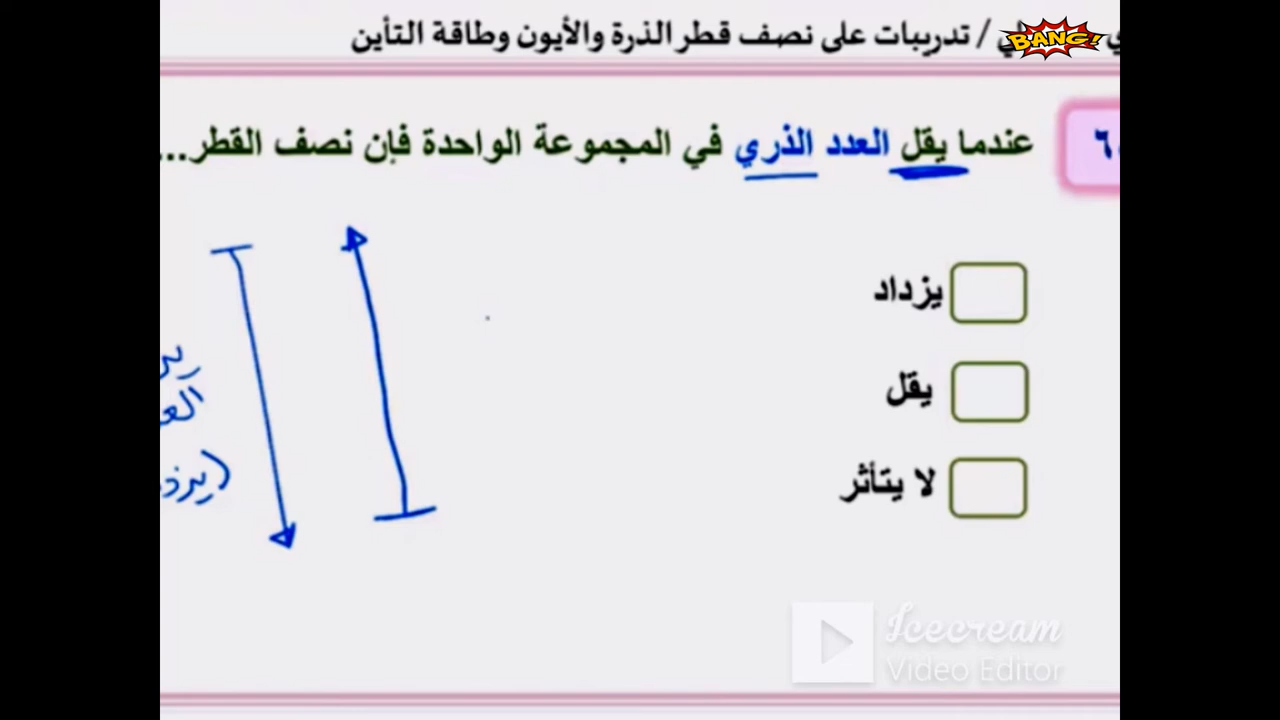 / تدريبات على نصف قطر الذرة والأيون وطاقة التأين
BANG!
عندما يقل العدد الذري في المجموعة الواحدة فإن نصف القطر...
يزداد
يقل
لا يتأثر
Icecream
Video Editor